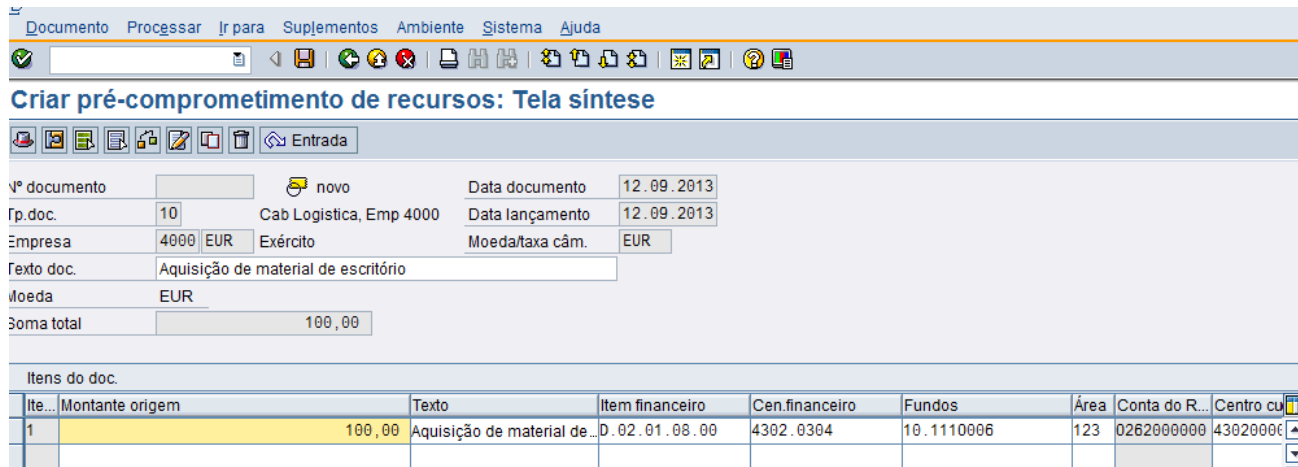 Documento Processar Ir para Suplementos Ambiente Sistema Ajuda
Criar pré-comprometimento de recursos: Tela síntese
Entrada
Nº documento novo Data documento 12.09.2013
Tp.doc. 10 Cab Logistica, Emp 4000 Data lançamento 12.09.2013
Empresa 4000 EUR Exército Moeda/taxa câm. EUR
Texto doc. Aquisição de material de escritório
Moeda EUR
Soma total 100,00
Itens do doc.
Ite... Montante origem Texto Item financeiro Cen.financeiro Fundos Área Conta do R... Centro cu
1 100,00 Aquisição de material de... D.02.01.08.00 4302.0304 10.1110006 123 0262000000 4302000